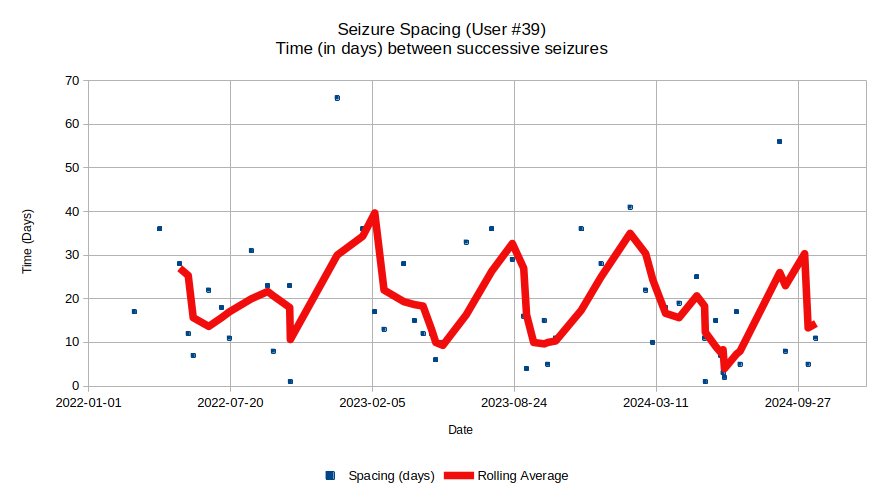 Seizure Spacing (User #39)
Time (in days) between successive seizures
70
60
50
40
30
20
10
0
Time (Days)
2022-01-01 2022-07-20 2023-02-05 2023-08-24 2024-03-11 2024-09-27
Date
Spacing (days) Rolling Average